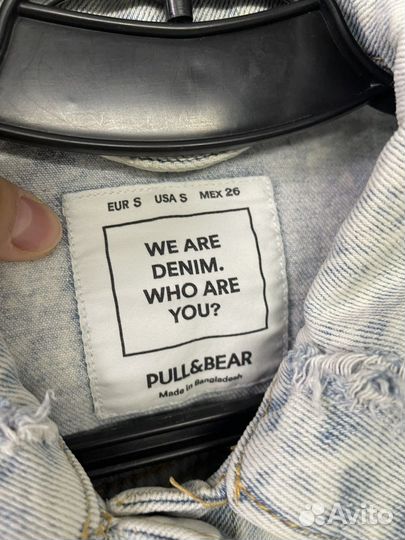 EUR S USA S MEX 26
WE ARE
DENIM.
WHO ARE
YOU?
PULL&BEAR
Made in Bangladesh
Avito